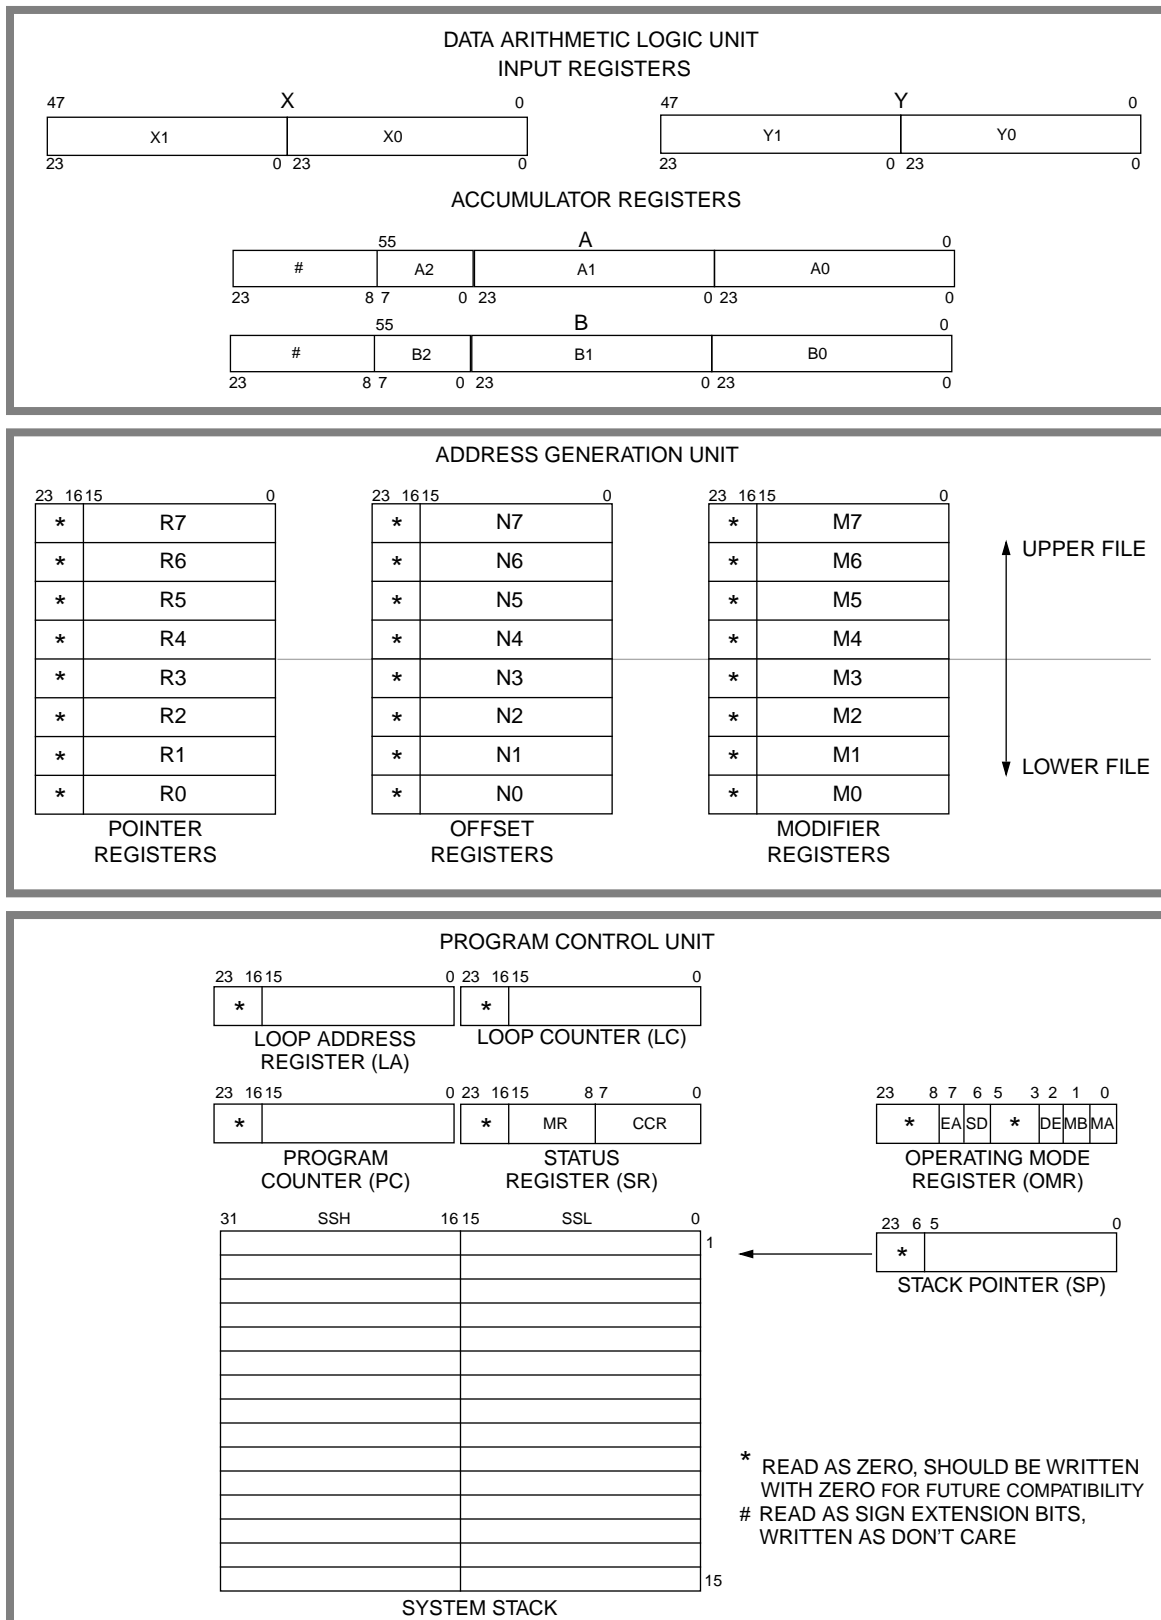 DATA ARITHMETIC LOGIC UNIT
INPUT REGISTERS
47 X 0
X1 X0
23 0 23 0
47 Y 0
Y1 Y0
23 0 23 0
ACCUMULATOR REGISTERS
55 A 0
# A2 A1 A0
23 8 7 0 23 0 23 0
55 B 0
# B2 B1 B0
23 8 7 0 23 0 23 0
ADDRESS GENERATION UNIT
23 16 15 0 23 16 15 0 23 16 15 0
* R7 * N7 * M7
* R6 * N6 * M6
UPPER FILE
* R5 * N5 * M5
* R4 * N4 * M4
* R3 * N3 * M3
* R2 * N2 * M2
* R1 * N1 * M1
LOWER FILE
* R0 * N0 * M0
POINTER
REGISTERS
OFFSET
REGISTERS
MODIFIER
REGISTERS
PROGRAM CONTROL UNIT
23 16 15 0 23 16 15 0
* *
LOOP ADDRESS
REGISTER (LA)
LOOP COUNTER (LC)
23 16 15 0 23 16 15 8 7 0
* * MR CCR
PROGRAM
COUNTER (PC)
STATUS
REGISTER (SR)
23 8 7 6 5 3 2 1 0
* EA SD * DE MB MA
OPERATING MODE
REGISTER (OMR)
31 SSH 16 15 SSL 0
1
15
SYSTEM STACK
23 6 5 0
*
STACK POINTER (SP)
* READ AS ZERO, SHOULD BE WRITTEN
WITH ZERO FOR FUTURE COMPATIBILITY
# READ AS SIGN EXTENSION BITS,
WRITTEN AS DON'T CARE